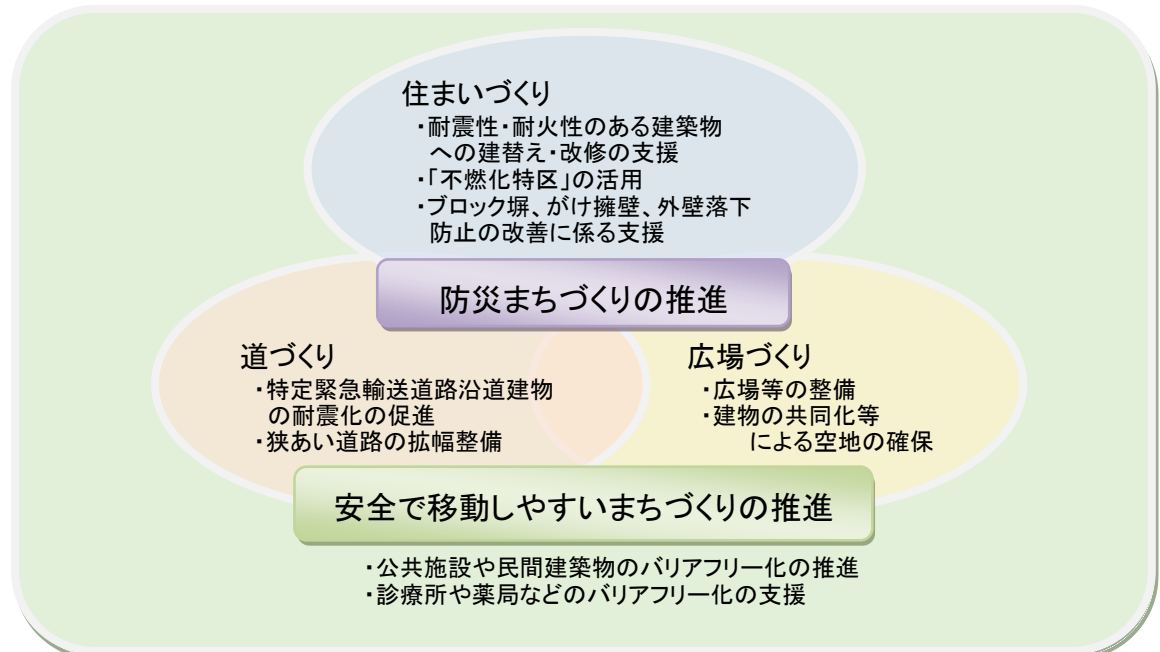 住まいづくり
・耐震性・耐火性のある建築物
への建替え・改修の支援
・「不燃化特区」の活用
・ブロック塀、がけ擁壁、外壁落下
防止の改善に係る支援
防災まちづくりの推進
道づくり
・特定緊急輸送道路沿道建物
の耐震化の促進
・狭あい道路の拡幅整備
広場づくり
・広場等の整備
・建物の共同化等
による空地の確保
安全で移動しやすいまちづくりの推進
・公共施設や民間建築物のバリアフリー化の推進
・診療所や薬局などのバリアフリー化の支援